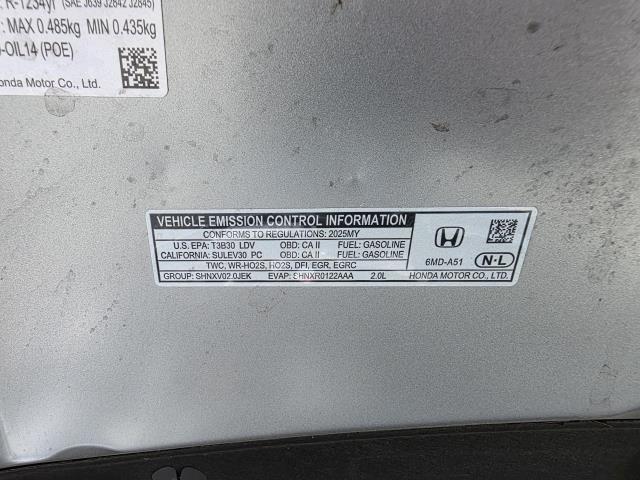 R-1234yf (SAE J639 J2842 J2845)
: MAX 0.485kg MIN 0.435kg
-OIL14 (POE)
onda Motor Co., Ltd.
VEHICLE EMISSION CONTROL INFORMATION
CONFORMS TO REGULATIONS: 2025MY
U.S. EPA: T3B30 LDV OBD: CA II FUEL: GASOLINE
CALIFORNIA: SULEV30 PC OBD: CA II FUEL: GASOLINE
TWC, WR-HO2S, HO2S, DFI, EGR, EGRC
GROUP: SHNXV02.0JEK EVAP: SHNXR0122AAA 2.0L
6MD-A51
N·L
HONDA MOTOR CO., LTD.